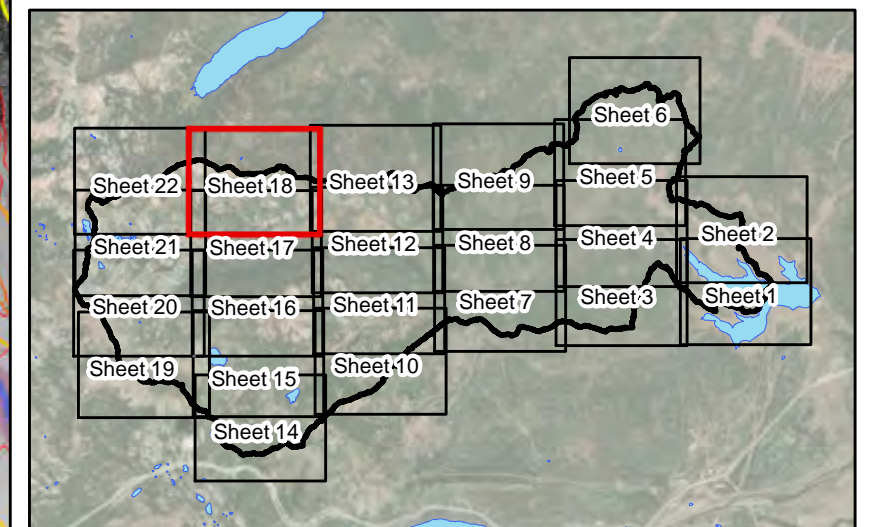 Sheet 6
Sheet 22
Sheet 18
Sheet 13
Sheet 9
Sheet 5
Sheet 2
Sheet 21
Sheet 17
Sheet 12
Sheet 8
Sheet 4
Sheet 20
Sheet 16
Sheet 11
Sheet 7
Sheet 3
Sheet 1
Sheet 19
Sheet 15
Sheet 10
Sheet 14